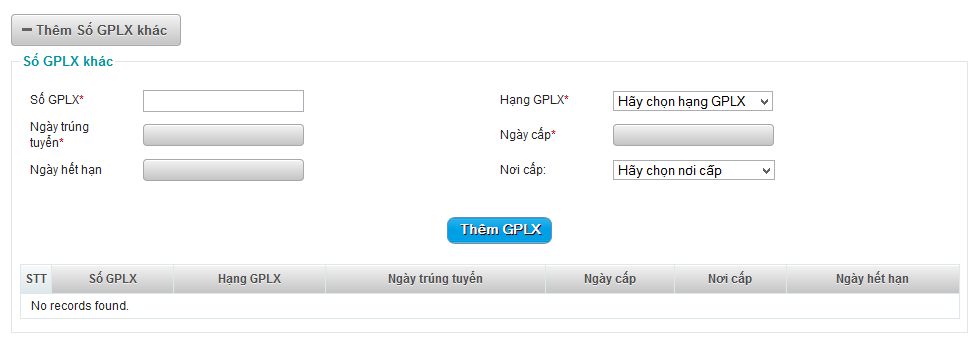 Thêm Số GPLX khác
Số GPLX khác
Số GPLX*
Hạng GPLX* Hãy chọn hạng GPLX
Ngày trúng
tuyển*
Ngày cấp*
Ngày hết hạn
Nơi cấp: Hãy chọn nơi cấp
Thêm GPLX
STT Số GPLX Hạng GPLX Ngày trúng tuyển Ngày cấp Nơi cấp Ngày hết hạn
No records found.